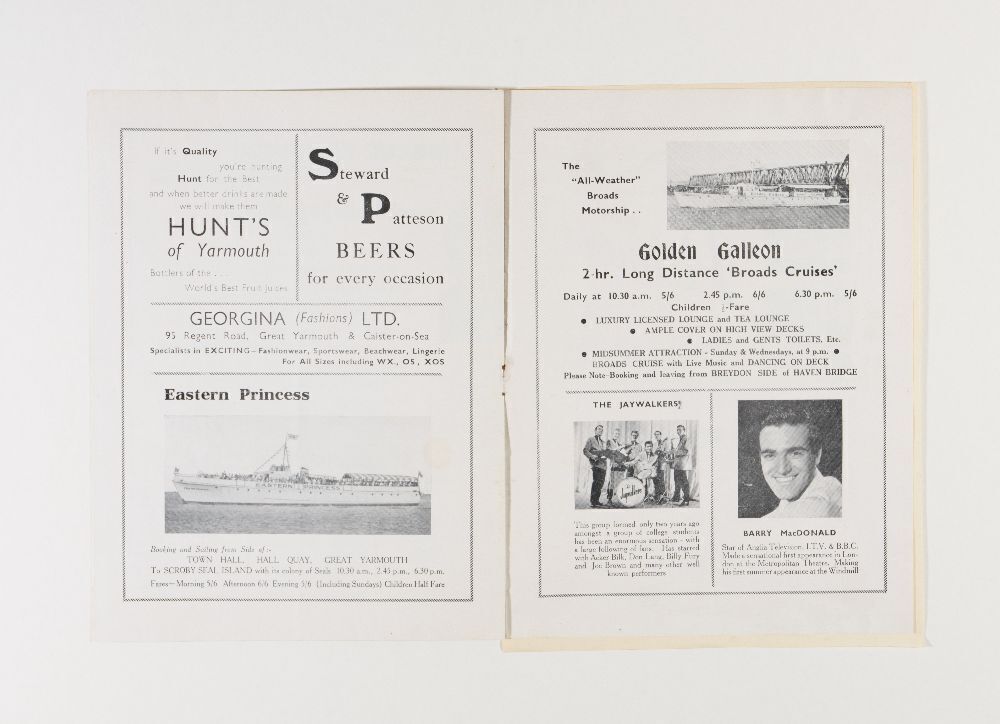 If it's Quality
you're hunting
Hunt for the Best
and when better drinks are made
we will make them
HUNT'S
of Yarmouth
Bottlers of the . . .
World's Best Fruit Juices
Steward
& Patteson
BEERS
for every occasion
GEORGINA (Fashions) LTD.
95 Regent Road, Great Yarmouth & Caister-on-Sea
Specialists in EXCITING—Fashionwear, Sportswear, Beachwear, Lingerie
For All Sizes including WX., OS., XOS
Eastern Princess
EASTERN PRINCESS
Booking and Sailing from Side of :-
TOWN HALL, HALL QUAY, GREAT YARMOUTH
To SCROBY SEAL ISLAND with its colony of Seals 10.30 a.m., 2.45 p.m., 6.30 p.m.
Fares—Morning 5/6 Afternoon 6/6 Evening 5/6 (Including Sundays) Children Half Fare
The
"All-Weather"
Broads
Motorship . .
Golden Galleon
2-hr. Long Distance 'Broads Cruises'
Daily at 10.30 a.m. 5/6 2.45 p.m. 6/6 6.30 p.m. 5/6
Children ½-Fare
● LUXURY LICENSED LOUNGE and TEA LOUNGE
● AMPLE COVER ON HIGH VIEW DECKS
● LADIES and GENTS TOILETS, Etc.
● MIDSUMMER ATTRACTION - Sunday & Wednesdays, at 9 p.m. ●
BROADS CRUISE with Live Music and DANCING ON DECK
Please Note–Booking and leaving from BREYDON SIDE of HAVEN BRIDGE
THE JAYWALKERS
Jaywalkers
This group formed only two years ago
amongst a group of college students
has been an enormous sensation - with
a large following of fans. Has starred
with Acker Bilk, Don Lang, Billy Fury
and Joe Brown and many other well
known performers
BARRY MacDONALD
Star of Anglia Television, I.T.V. & B.B.C.
Made a sensational first appearance in Lon-
don at the Metropolitan Theatre. Making
his first summer appearance at the Windmill